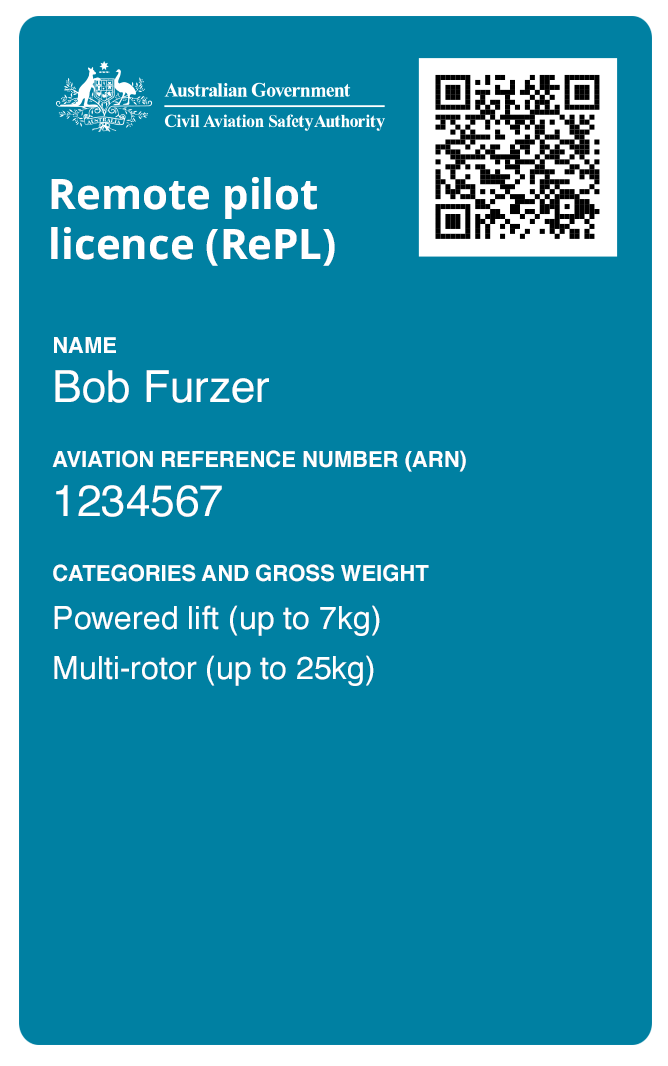 Australian Government
Civil Aviation Safety Authority
Remote pilot
licence (RePL)
NAME
Bob Furzer
AVIATION REFERENCE NUMBER (ARN)
1234567
CATEGORIES AND GROSS WEIGHT
Powered lift (up to 7kg)
Multi-rotor (up to 25kg)